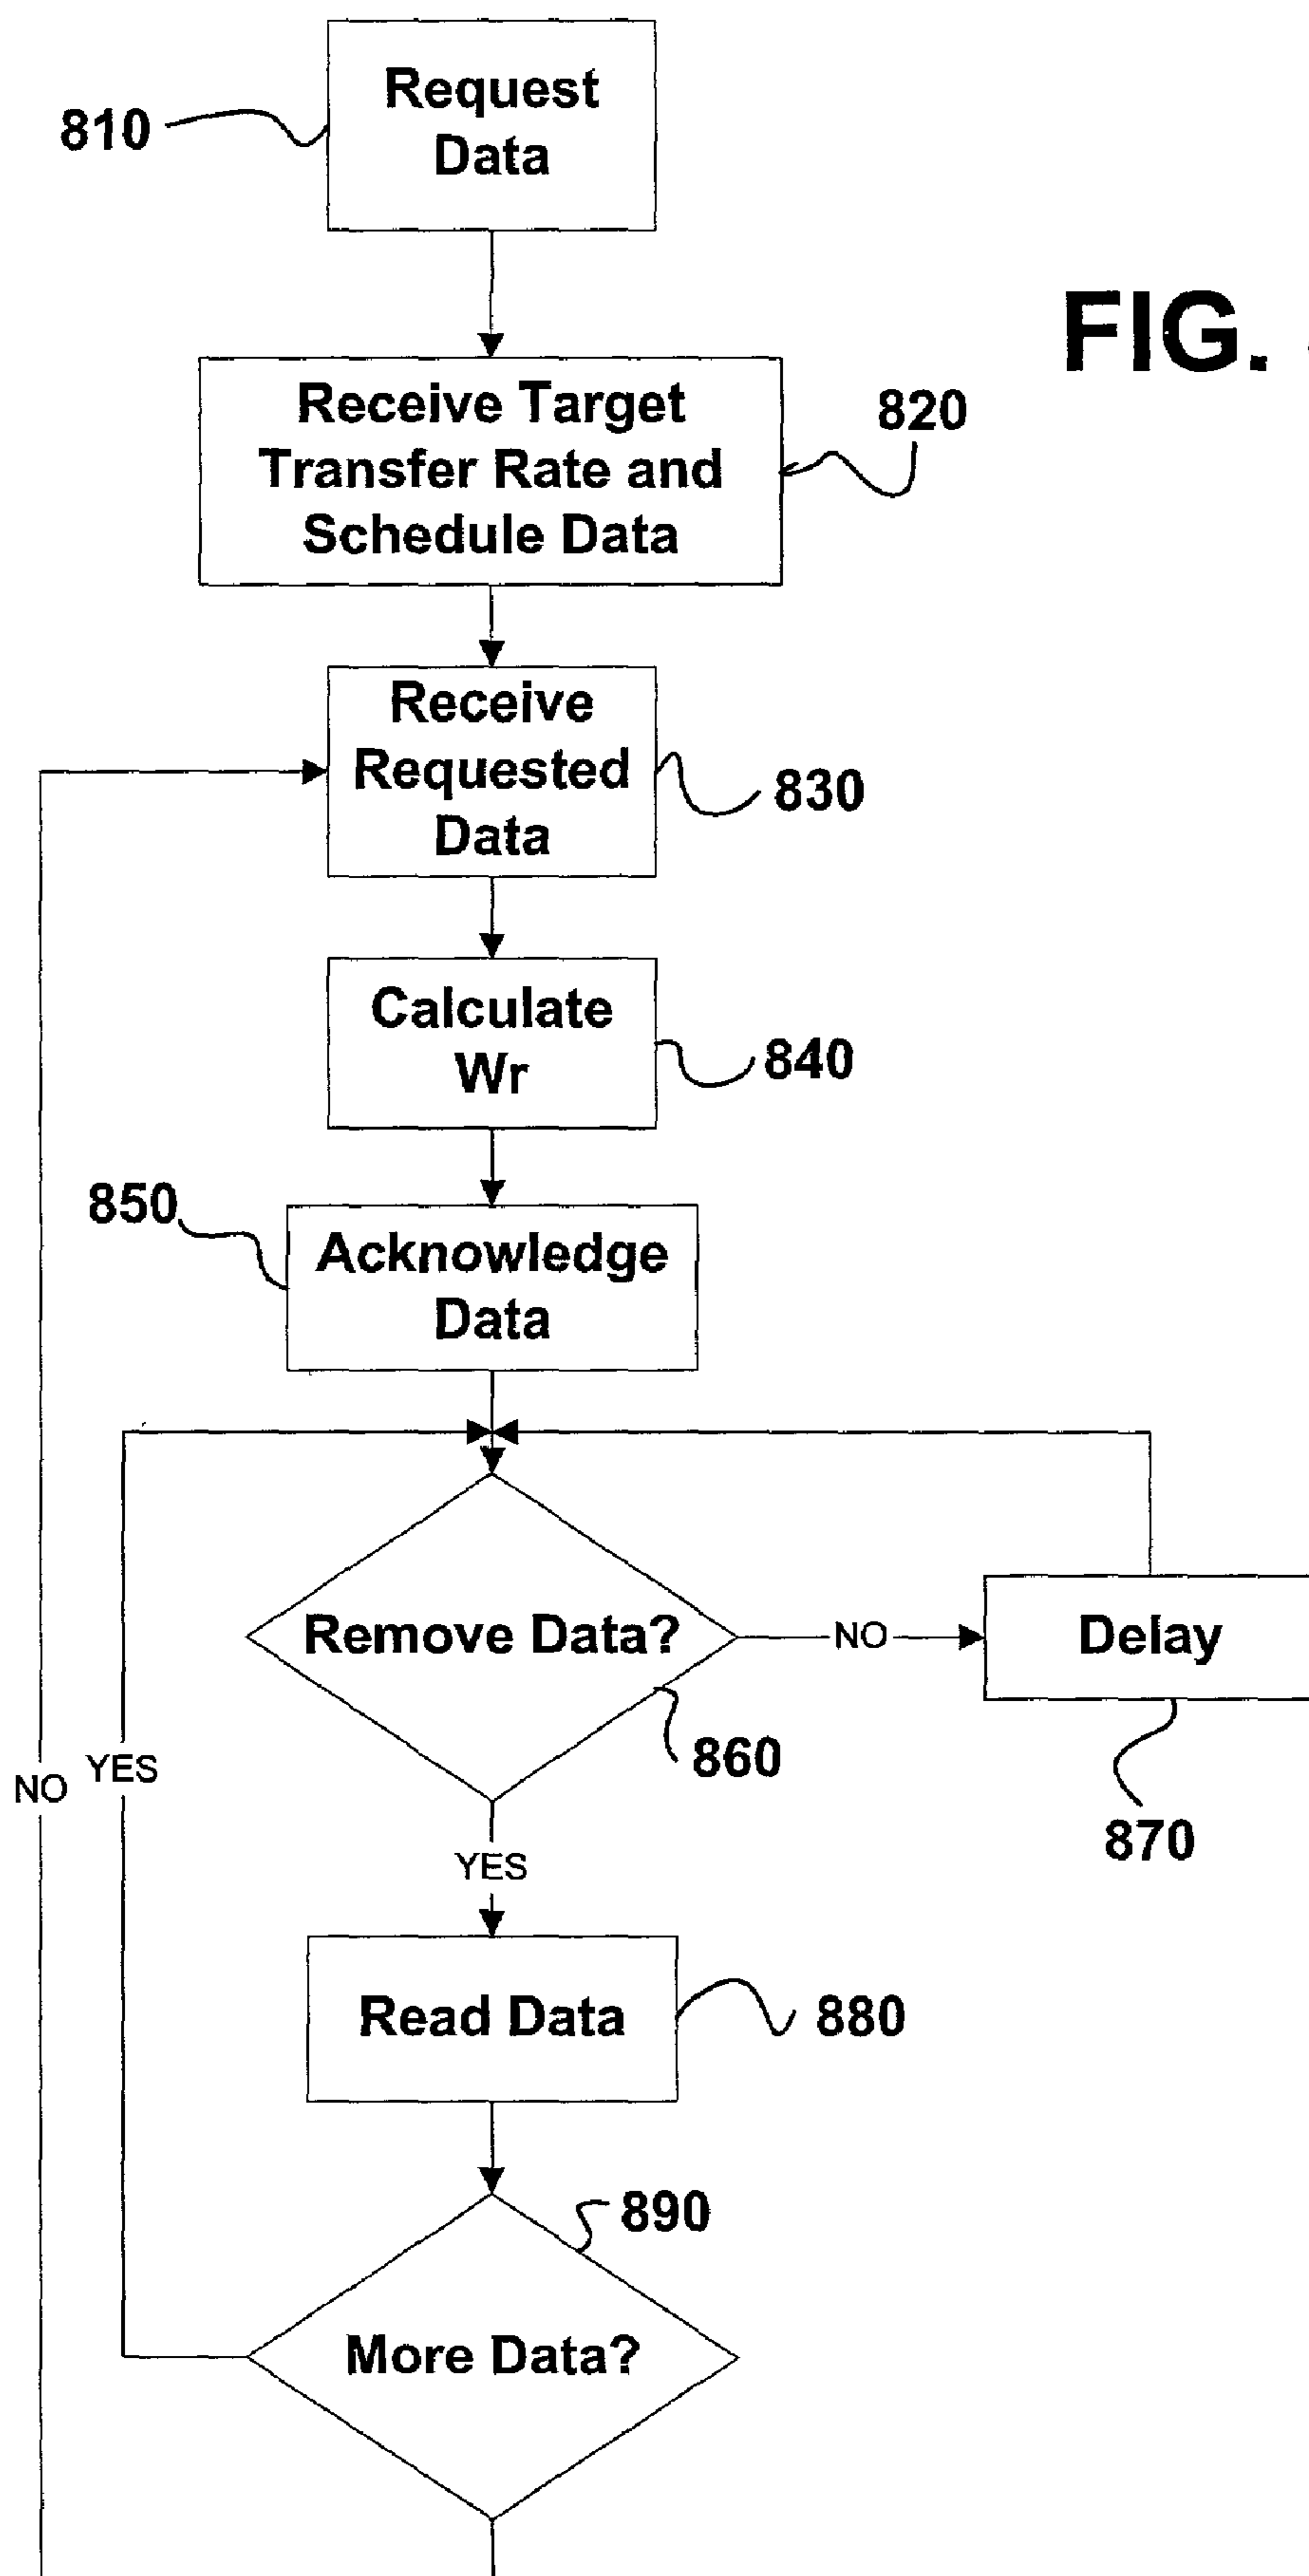 Request
Data
810
FIG.
Receive Target
Transfer Rate and
Schedule Data
820
Receive
Requested
Data
830
Calculate
Wr
840
850
Acknowledge
Data
Remove Data?
NO
Delay
860
870
NO
YES
YES
Read Data
880
890
More Data?